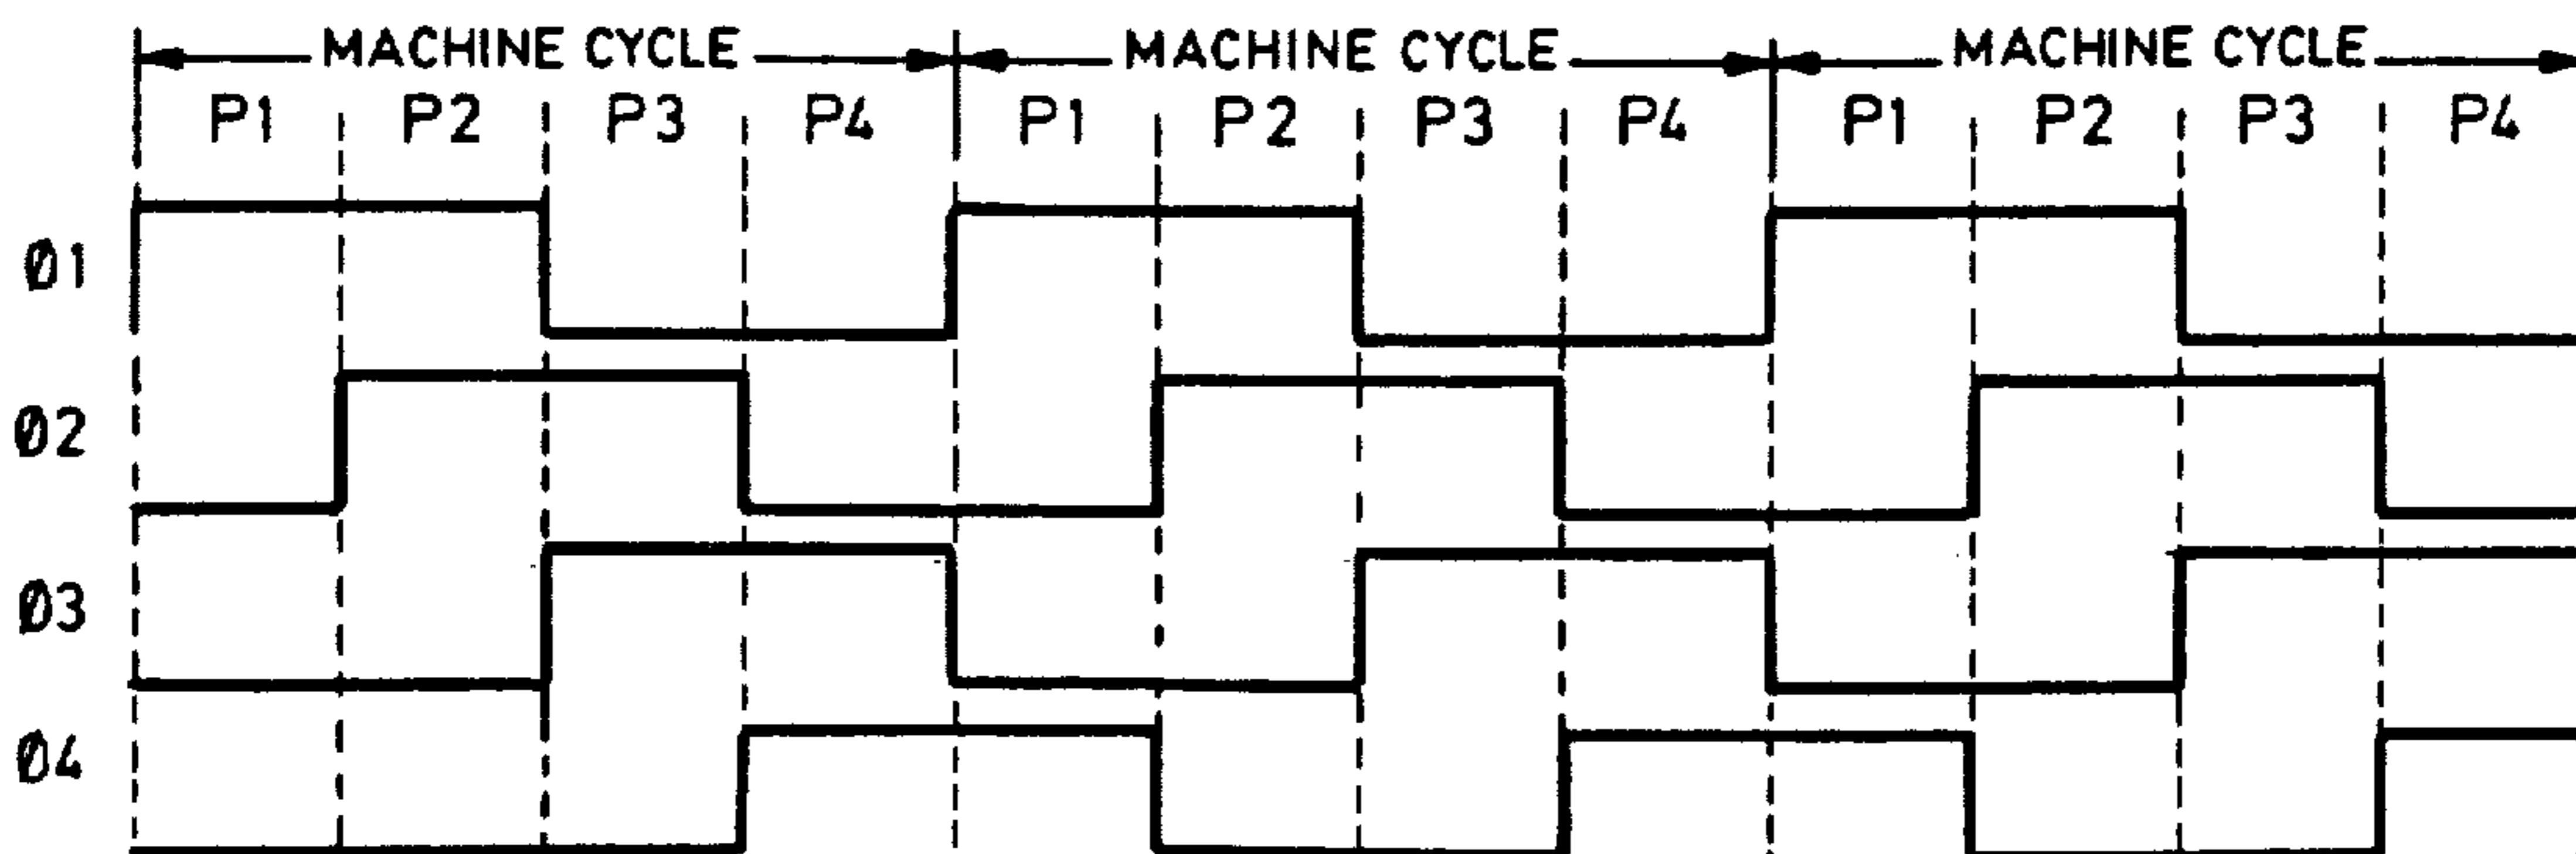 MACHINE CYCLE MACHINE CYCLE MACHINE CYCLE
P1 P2 P3 P4 P1 P2 P3 P4 P1 P2 P3 P4
Ø1
Ø2
Ø3
Ø4